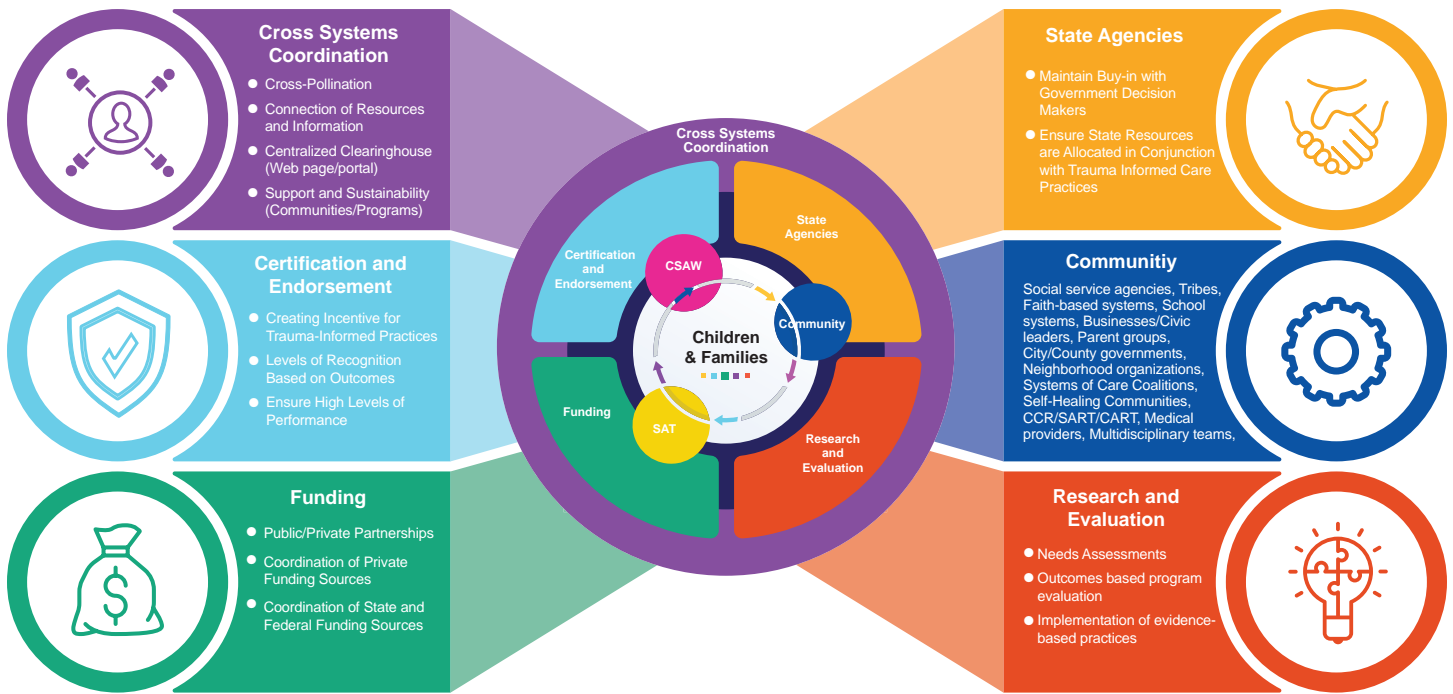 Cross Systems
Coordination
Cross-Pollination
Connection of Resources
and Information
Centralized Clearinghouse
(Web page/portal)
Support and Sustainability
(Communities/Programs)
Certification and
Endorsement
Creating Incentive for
Trauma-Informed Practices
Levels of Recognition
Based on Outcomes
Ensure High Levels of
Performance
Funding
Public/Private Partnerships
Coordination of Private
Funding Sources
Coordination of State and
Federal Funding Sources
Cross Systems
Coordination
Certification
and
Endorsement
State
Agencies
CSAW
Community
Children
& Families
Funding
SAT
Research
and
Evaluation
State Agencies
Maintain Buy-in with
Government Decision
Makers
Ensure State Resources
are Allocated in Conjunction
with Trauma Informed Care
Practices
Communitiy
Social service agencies, Tribes,
Faith-based systems, School
systems, Businesses/Civic
leaders, Parent groups,
City/County governments,
Neighborhood organizations,
Systems of Care Coalitions,
Self-Healing Communities,
CCR/SART/CART, Medical
providers, Multidisciplinary teams,
Research and
Evaluation
Needs Assessments
Outcomes based program
evaluation
Implementation of evidence-
based practices